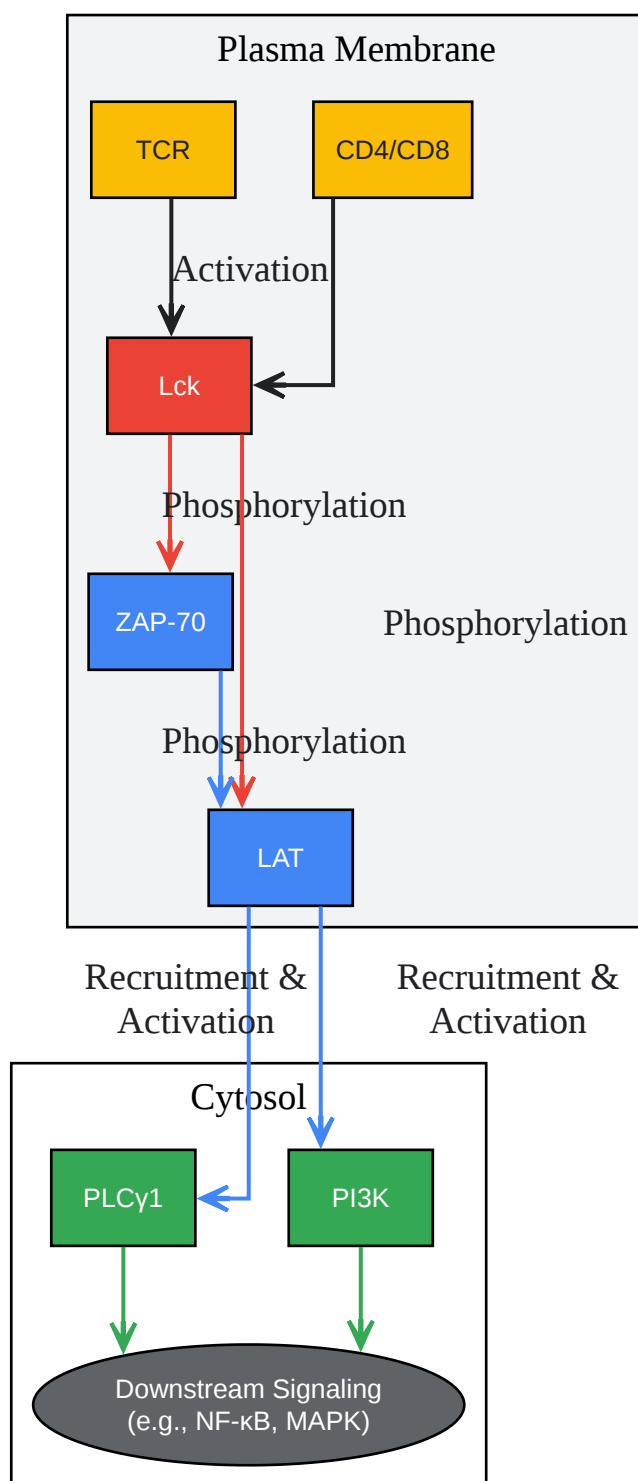 Plasma Membrane
TCR
CD4/CD8
Activation
Lck
Phosphorylation
ZAP-70
Phosphorylation
Phosphorylation
LAT
Recruitment &
Activation
Recruitment &
Activation
Cytosol
PLCγ1
PI3K
Downstream Signaling
(e.g., NF-κB, MAPK)